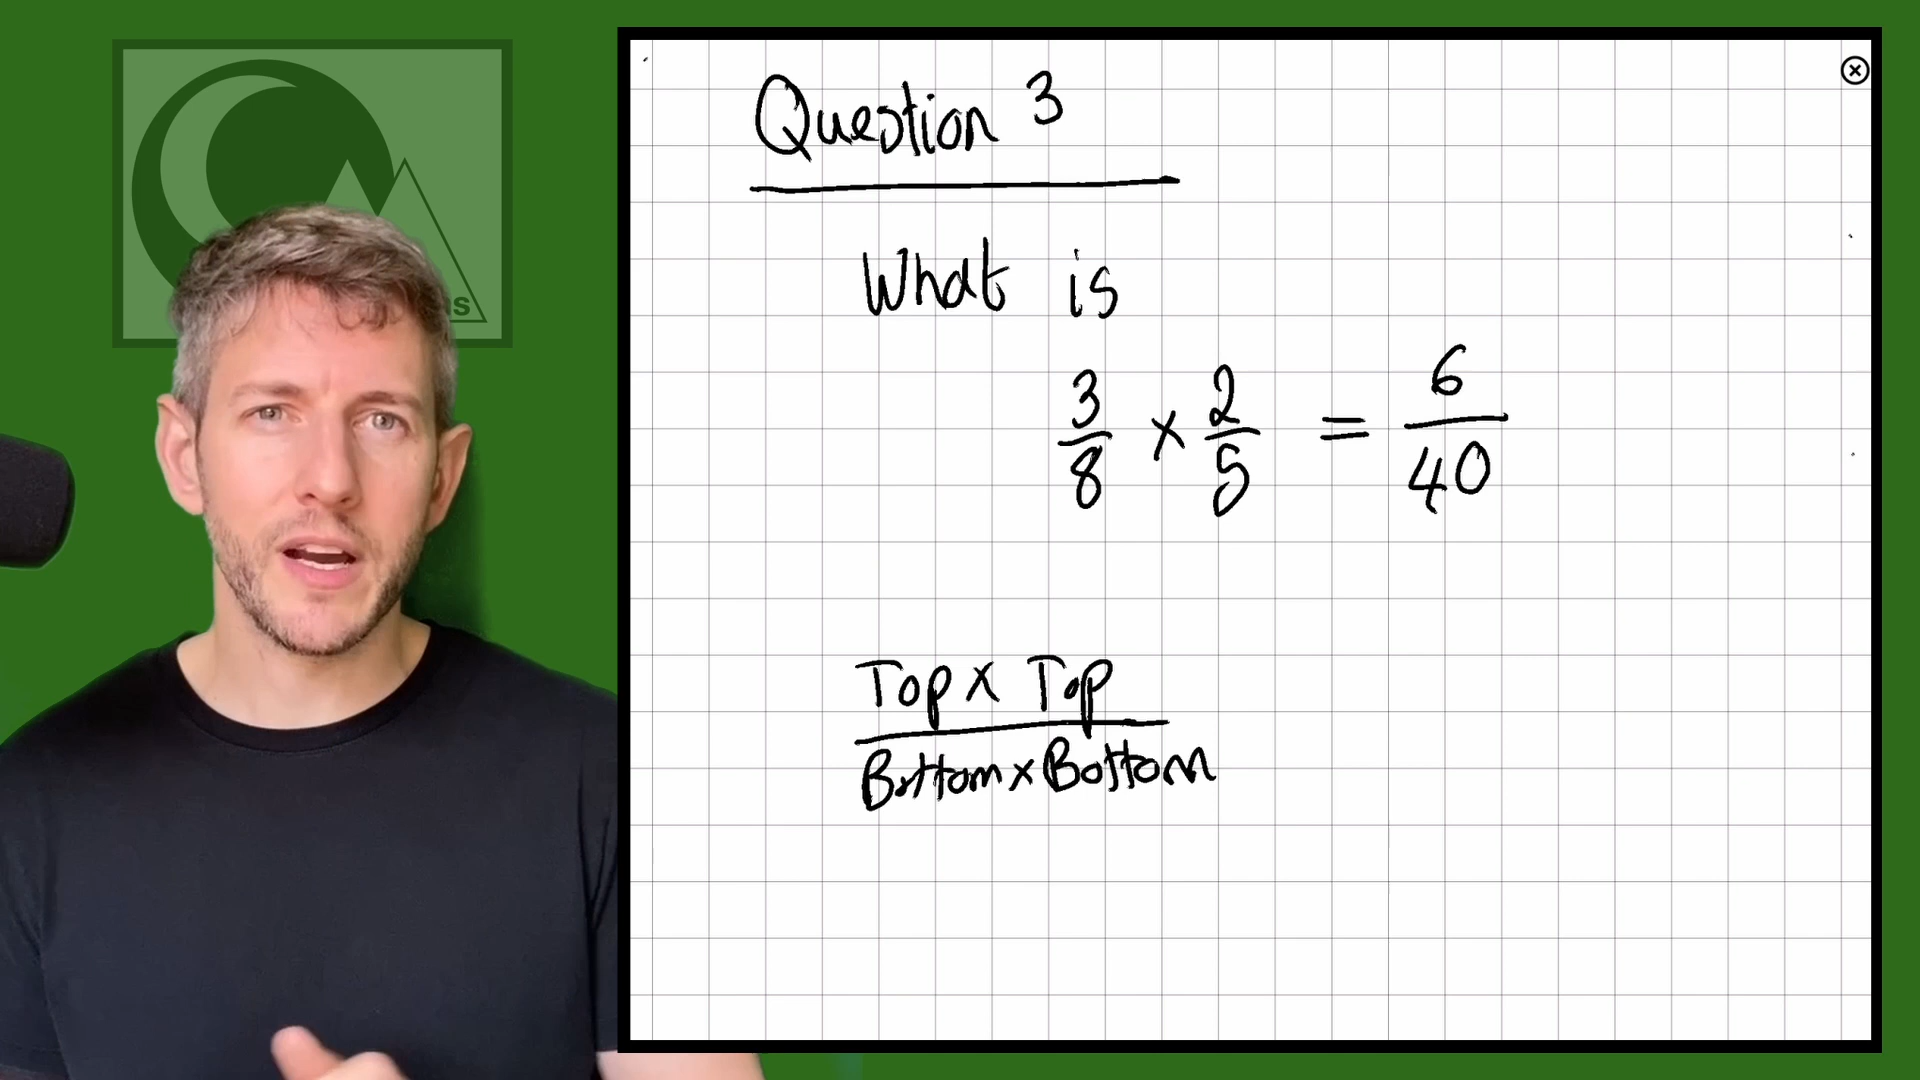 Question 3
What is
3/8 × 2/5 = 6/40
Top x Top
Bottom x Bottom